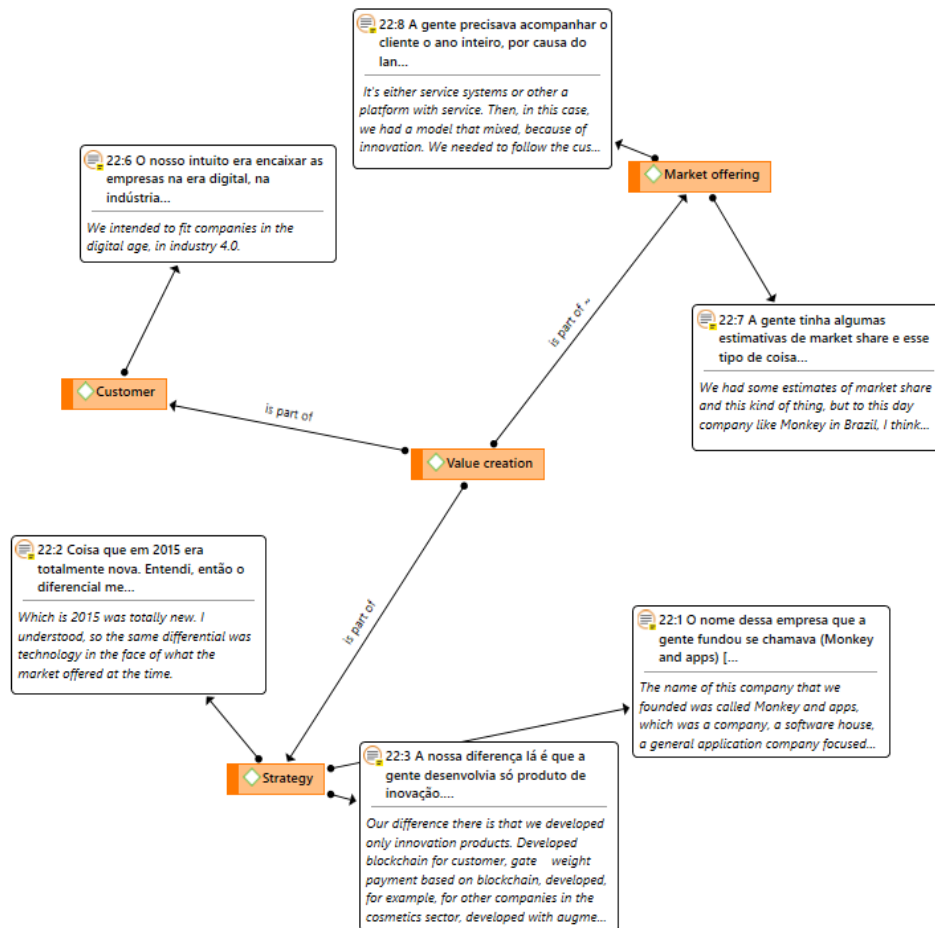 22:8 A gente precisava acompanhar o
cliente o ano inteiro, por causa do
lan...
It's either service systems or other a
platform with service. Then, in this case,
we had a model that mixed, because of
innovation. We needed to follow the cus...
22:6 O nosso intuito era encaixar as
empresas na era digital, na
indústria...
We intended to fit companies in the
digital age, in industry 4.0.
Market offering
is part of ~
22:7 A gente tinha algumas
estimativas de market share e esse
tipo de coisa...
We had some estimates of market share
and this kind of thing, but to this day
company like Monkey in Brazil, I think...
Customer
is part of
Value creation
is part of
22:2 Coisa que em 2015 era
totalmente nova. Entendi, então o
diferencial me...
Which is 2015 was totally new. I
understood, so the same differential was
technology in the face of what the
market offered at the time.
22:1 O nome dessa empresa que a
gente fundou se chamava (Monkey
and apps) [...
The name of this company that we
founded was called Monkey and apps,
which was a company, a software house,
a general application company focused...
Strategy
22:3 A nossa diferença lá é que a
gente desenvolvia só produto de
inovação....
Our difference there is that we developed
only innovation products. Developed
blockchain for customer, gate weight
payment based on blockchain, developed,
for example, for other companies in the
cosmetics sector, developed with augme...